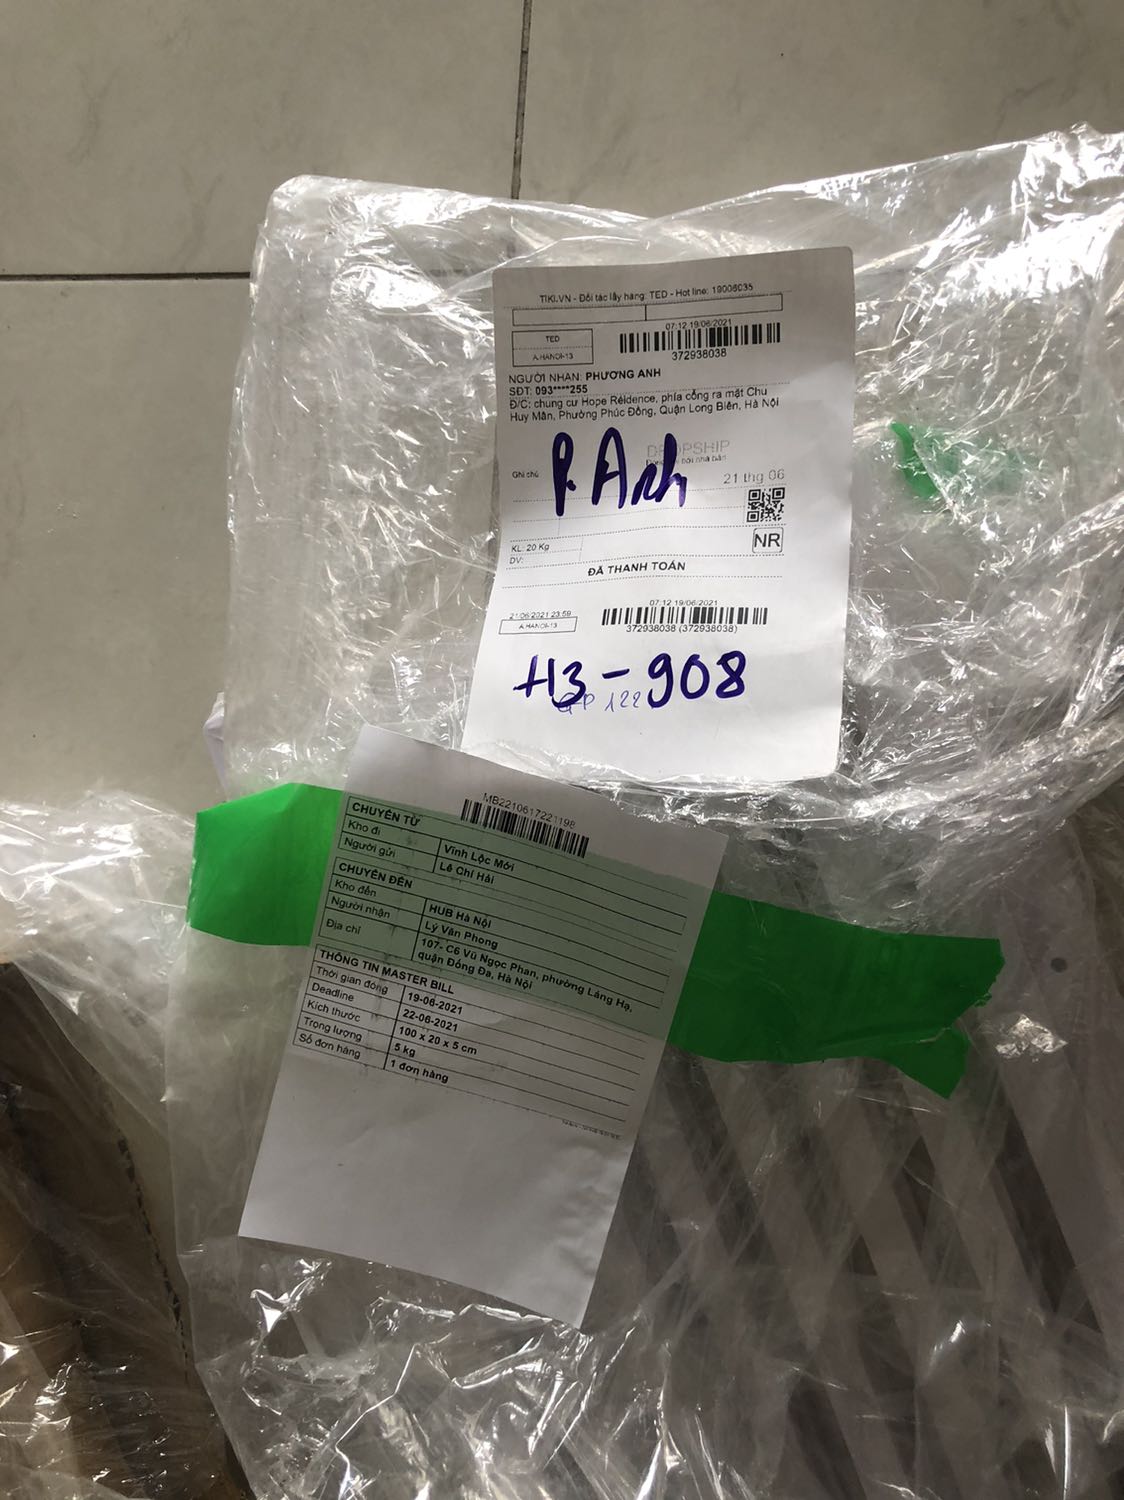 TIKI.VN - Đối tác lấy hàng: TED - Hot line: 19006035
TED
A.HANOI-13
07:12 19/06/2021
372938038
NGƯỜI NHẬN: PHƯƠNG ANH
SĐT: 093****255
Đ/C: chung cư Hope Reidence, phía cổng ra mặt Chu
Huy Mân, Phường Phúc Đồng, Quận Long Biên, Hà Nội
DROPSHIP
bởi nhà bán
Ghi chú
P. Anh
21 thg 06
KL: 20 Kg
DV:
NR
ĐÃ THANH TOÁN
21/06/2021 23:59
A.HANOI-13
07:12 19/06/2021
372938038 (372938038)
H3-908
122
MB221061722119B
CHUYỂN TỪ
Kho đi Vĩnh Lộc Mới
Người gửi Lê Chí Hải
CHUYỂN ĐẾN
Kho đến HUB Hà Nội
Người nhận Lý Văn Phong
Địa chỉ 107- C6 Vũ Ngọc Phan, phường Láng Hạ,
quận Đống Đa, Hà Nội
THÔNG TIN MASTER BILL
Thời gian đóng 19-06-2021
Deadline 22-06-2021
Kích thước 100 x 20 x 5 cm
Trọng lượng 5 kg
Số đơn hàng 1 đơn hàng